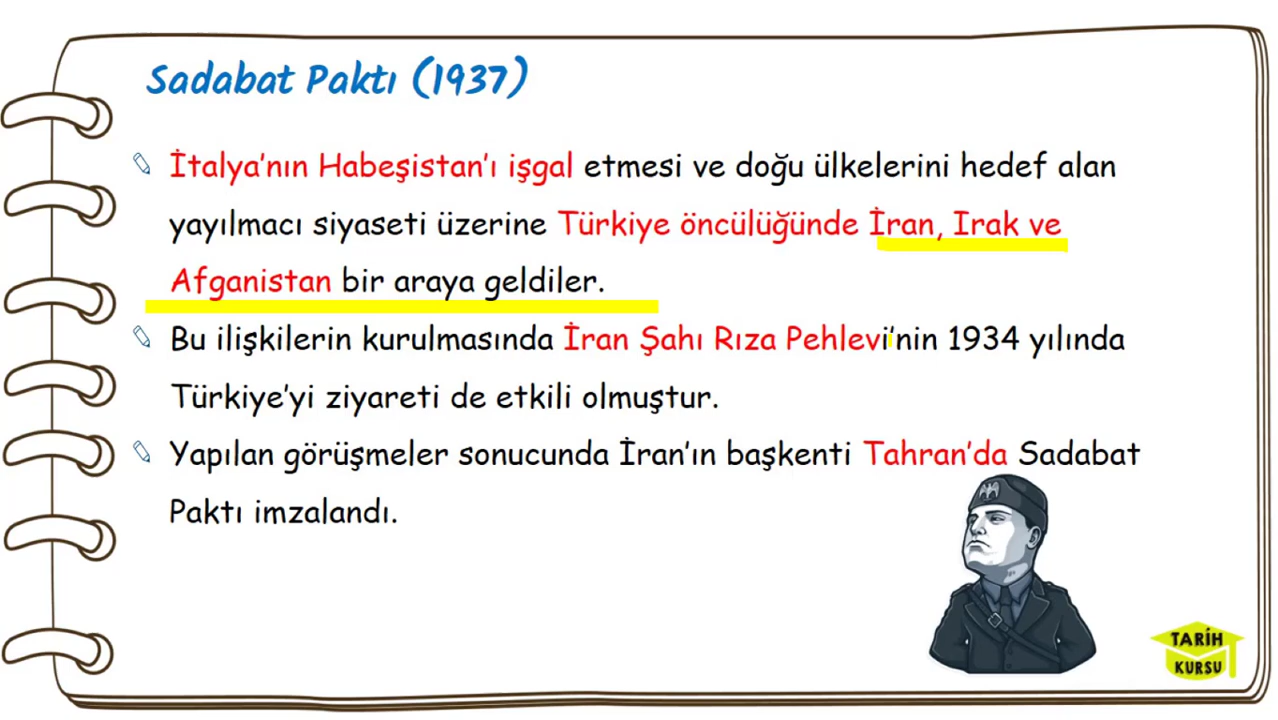 Sadabat Paktı (1937)
İtalya’nın Habeşistan’ı işgal etmesi ve doğu ülkelerini hedef alan
yayılmacı siyaseti üzerine Türkiye öncülüğünde İran, Irak ve
Afganistan bir araya geldiler.
Bu ilişkilerin kurulmasında İran Şahı Rıza Pehlevi’nin 1934 yılında
Türkiye’yi ziyareti de etkili olmuştur.
Yapılan görüşmeler sonucunda İran’ın başkenti Tahran’da Sadabat
Paktı imzalandı.
TARİH
KURSU